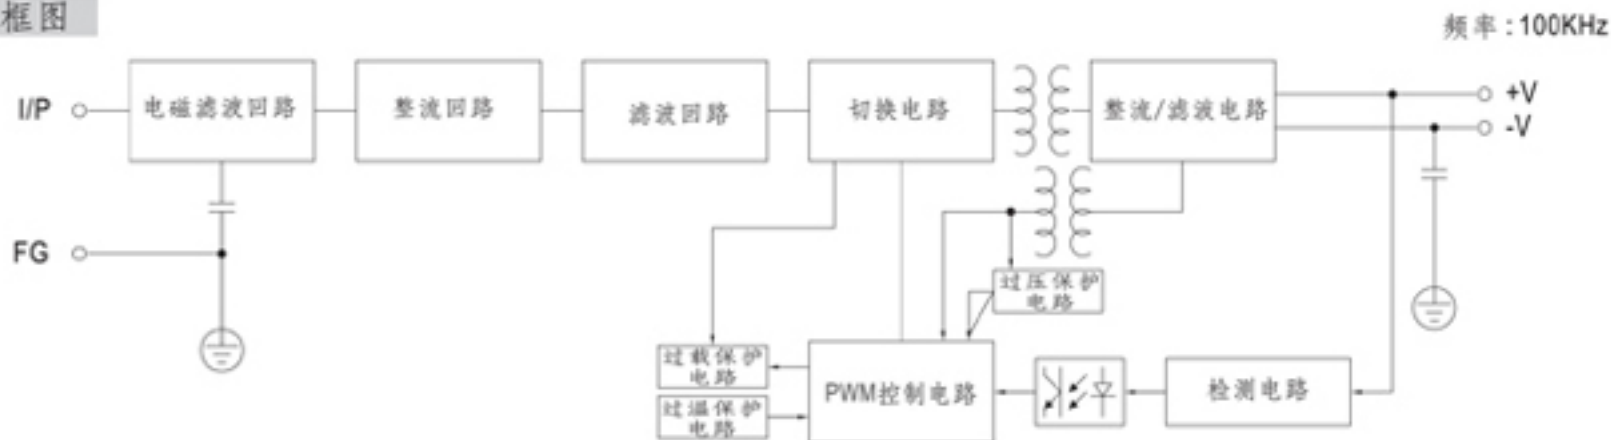 框图
频率:100KHz
I/P
电磁滤波回路
整流回路
滤波回路
切换电路
整流/滤波电路
+V
-V
FG
过压保护
电路
过载保护
电路
PWM控制电路
检测电路
过温保护
电路